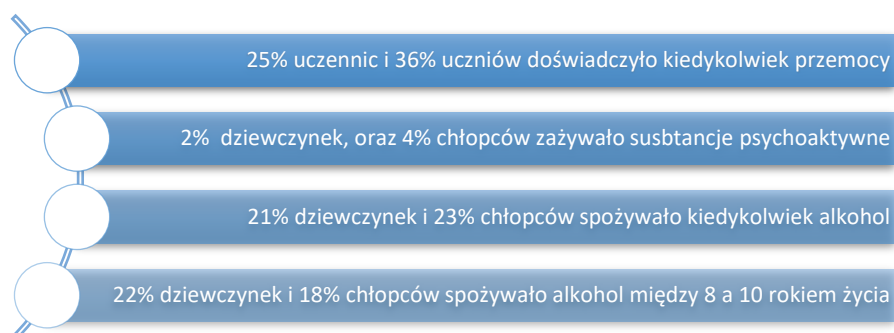 25% uczennic i 36% uczniów doświadczyło kiedykolwiek przemocy
2% dziewczynek, oraz 4% chłopców zażywało susbtancje psychoaktywne
21% dziewczynek i 23% chłopców spożywało kiedykolwiek alkohol
22% dziewczynek i 18% chłopców spożywało alkohol między 8 a 10 rokiem życia